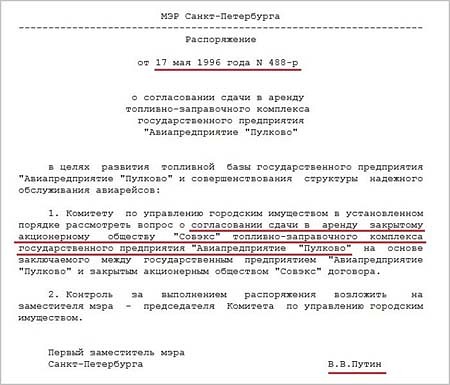 МЭР Санкт-Петербурга
Распоряжение
от 17 мая 1996 года N 488-р
о согласовании сдачи в аренду
топливно-заправочного комплекса
государственного предприятия
"Авиапредприятие "Пулково"
в целях развития топливной базы государственного предприятия
"Авиапредприятие "Пулково" и совершенствования структуры надежного
обслуживания авиарейсов:
1. Комитету по управлению городским имуществом в установленном
порядке рассмотреть вопрос о согласовании сдачи в аренду закрытому
акционерному обществу "Совэкс" топливно-заправочного комплекса
государственного предприятия "Авиапредприятие "Пулково" на основе
заключаемого между государственным предприятием "Авиапредприятие
"Пулково" и закрытым акционерным обществом "Совэкс" договора.
2. Контроль за выполнением распоряжения возложить на
заместителя мэра - председателя Комитета по управлению городским
имуществом.
Первый заместитель мэра
Санкт-Петербурга В.В.Путин